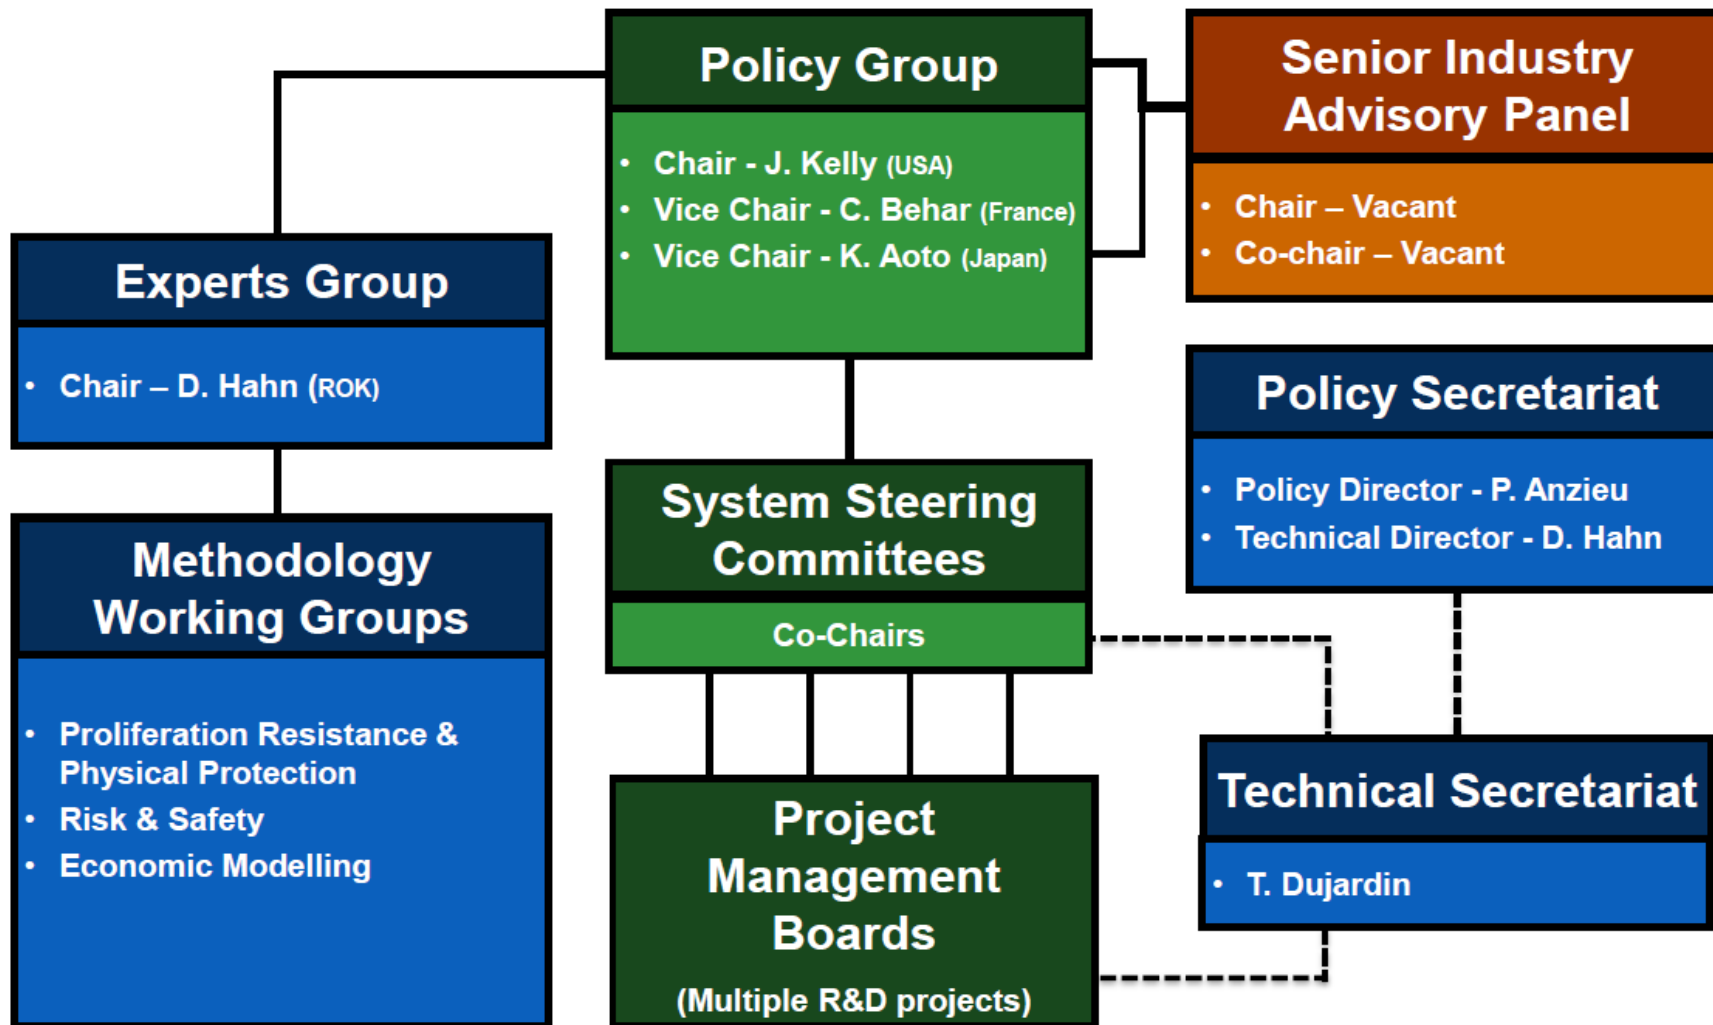 Policy Group
• Chair - J. Kelly (USA)
• Vice Chair - C. Behar (France)
• Vice Chair - K. Aoto (Japan)
Senior Industry
Advisory Panel
• Chair – Vacant
• Co-chair – Vacant
Experts Group
• Chair – D. Hahn (ROK)
Policy Secretariat
• Policy Director - P. Anzieu
• Technical Director - D. Hahn
System Steering
Committees
Co-Chairs
Methodology
Working Groups
• Proliferation Resistance &
Physical Protection
• Risk & Safety
• Economic Modelling
Technical Secretariat
• T. Dujardin
Project
Management
Boards
(Multiple R&D projects)